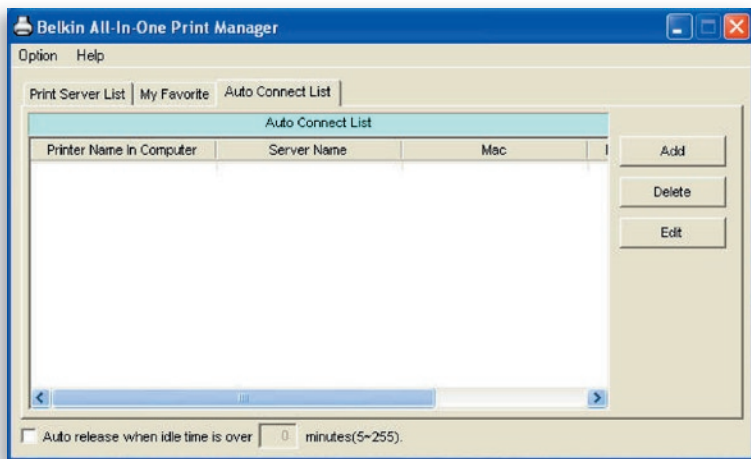 Belkin All-In-One Print Manager
Option Help
Print Server List My Favorite Auto Connect List
Auto Connect List
Printer Name In Computer Server Name Mac
Add
Delete
Edit
Auto release when idle time is over 0 minutes(5~255).